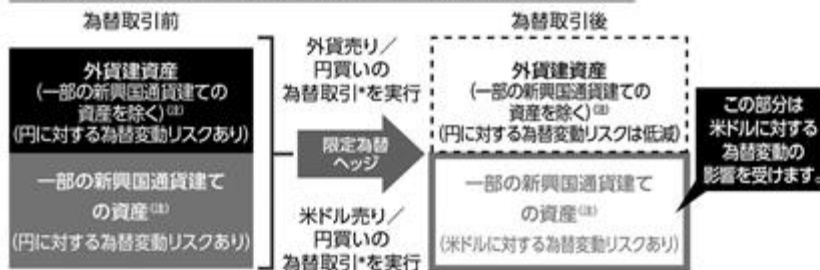 為替取引前
外貨建資産
(一部の新興国通貨建ての
資産を除く)(注)
(円に対する為替変動リスクあり)
一部の新興国通貨建て
の資産(注)
(円に対する為替変動リスクあり)
外貨売り/
円買いの
為替取引*を実行
限定為替
ヘッジ
米ドル売り/
円買いの
為替取引*を実行
為替取引後
外貨建資産
(一部の新興国通貨建ての
資産を除く)(注)
(円に対する為替変動リスクは低減)
一部の新興国通貨建て
の資産(注)
(米ドルに対する為替変動リスクあり)
この部分は
米ドルに対する
為替変動の
影響を受けます。